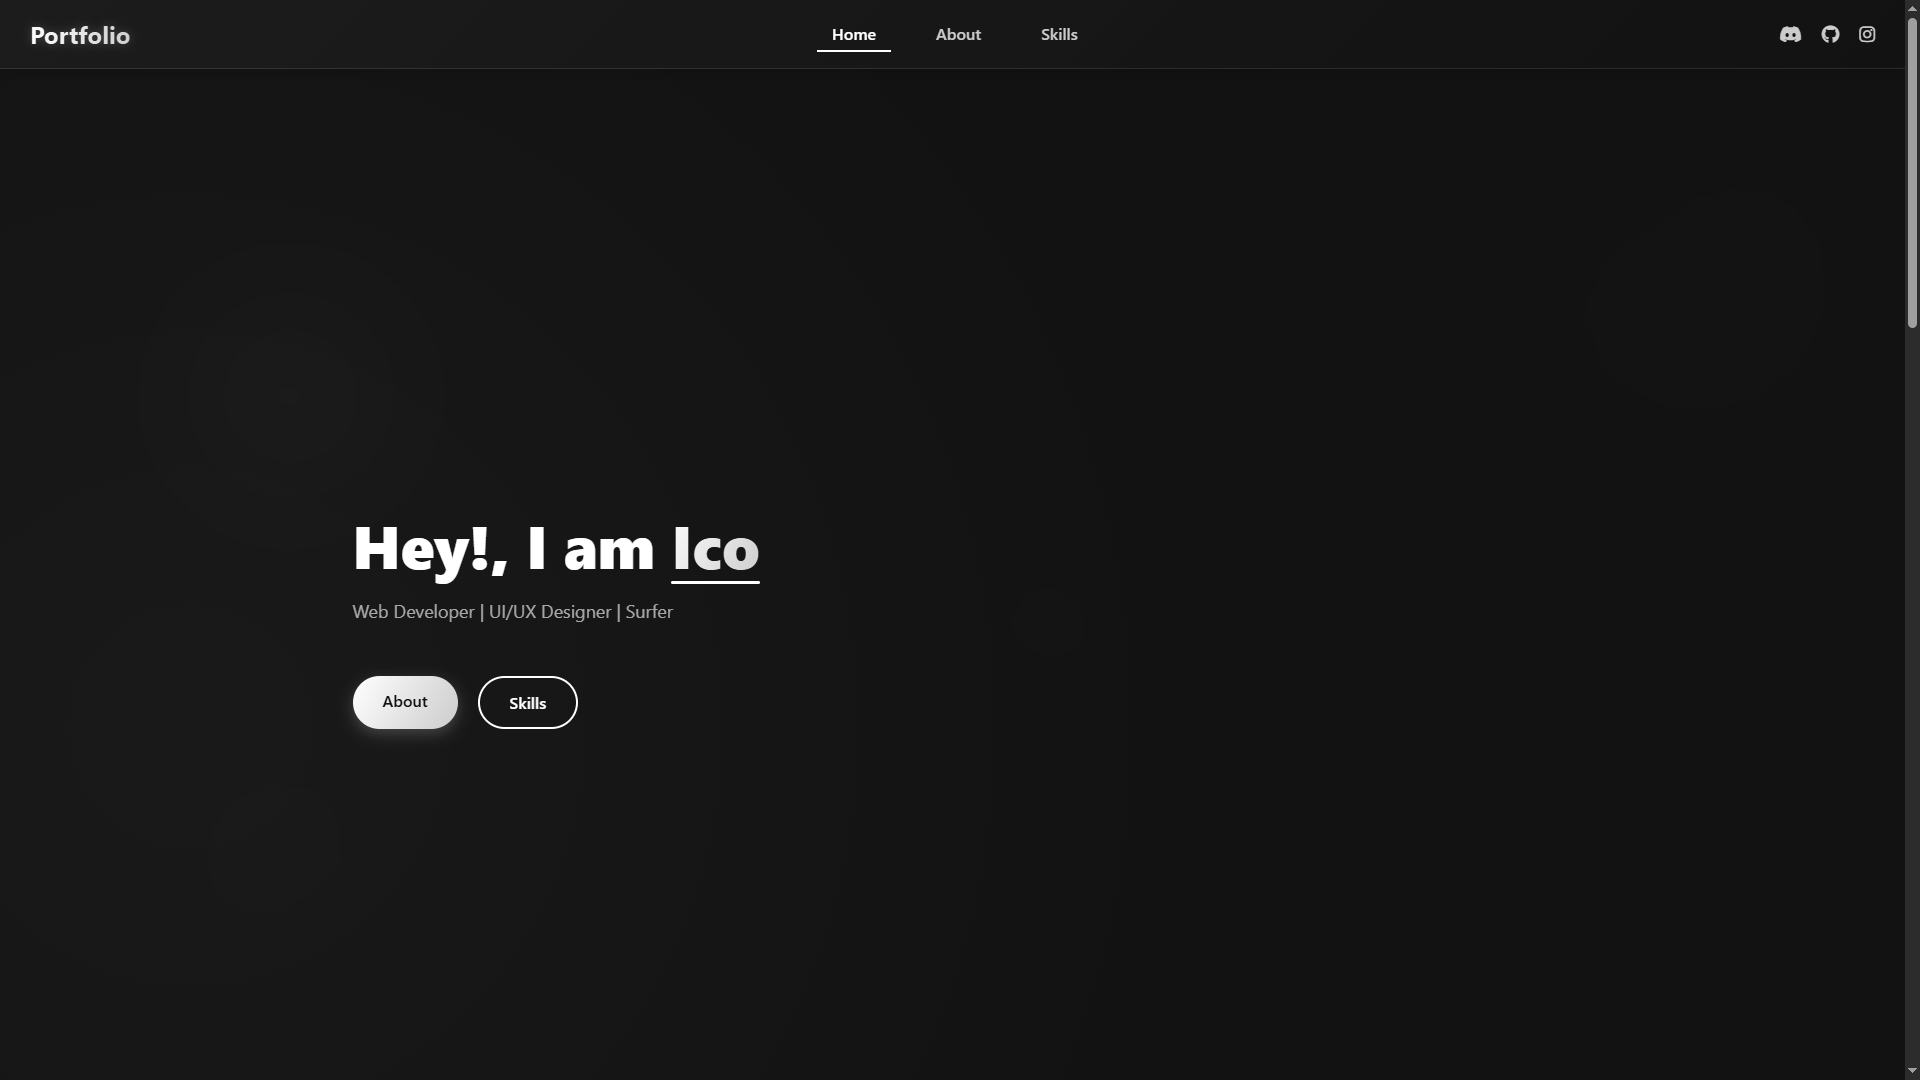 Portfolio
Home About Skills
Hey!, I am Ico
Web Developer | UI/UX Designer | Surfer
About Skills